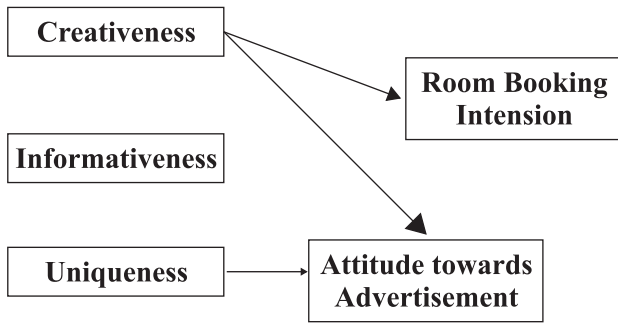 Creativeness
Room Booking
Intension
Informativeness
Uniqueness
Attitude towards
Advertisement